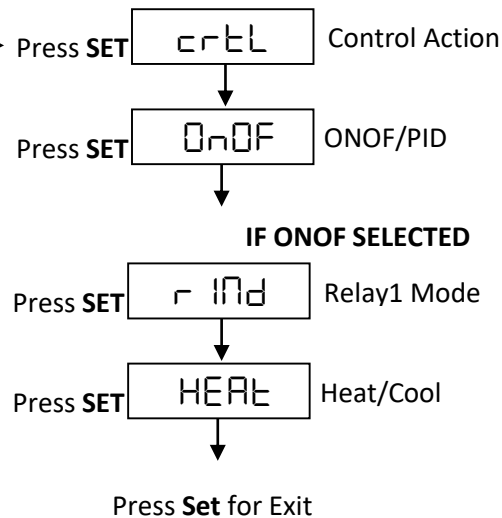 Press SET crtL Control Action
Press SET OnOF ONOF/PID
IF ONOF SELECTED
Press SET r1Md Relay1 Mode
Press SET HEAt Heat/Cool
Press Set for Exit